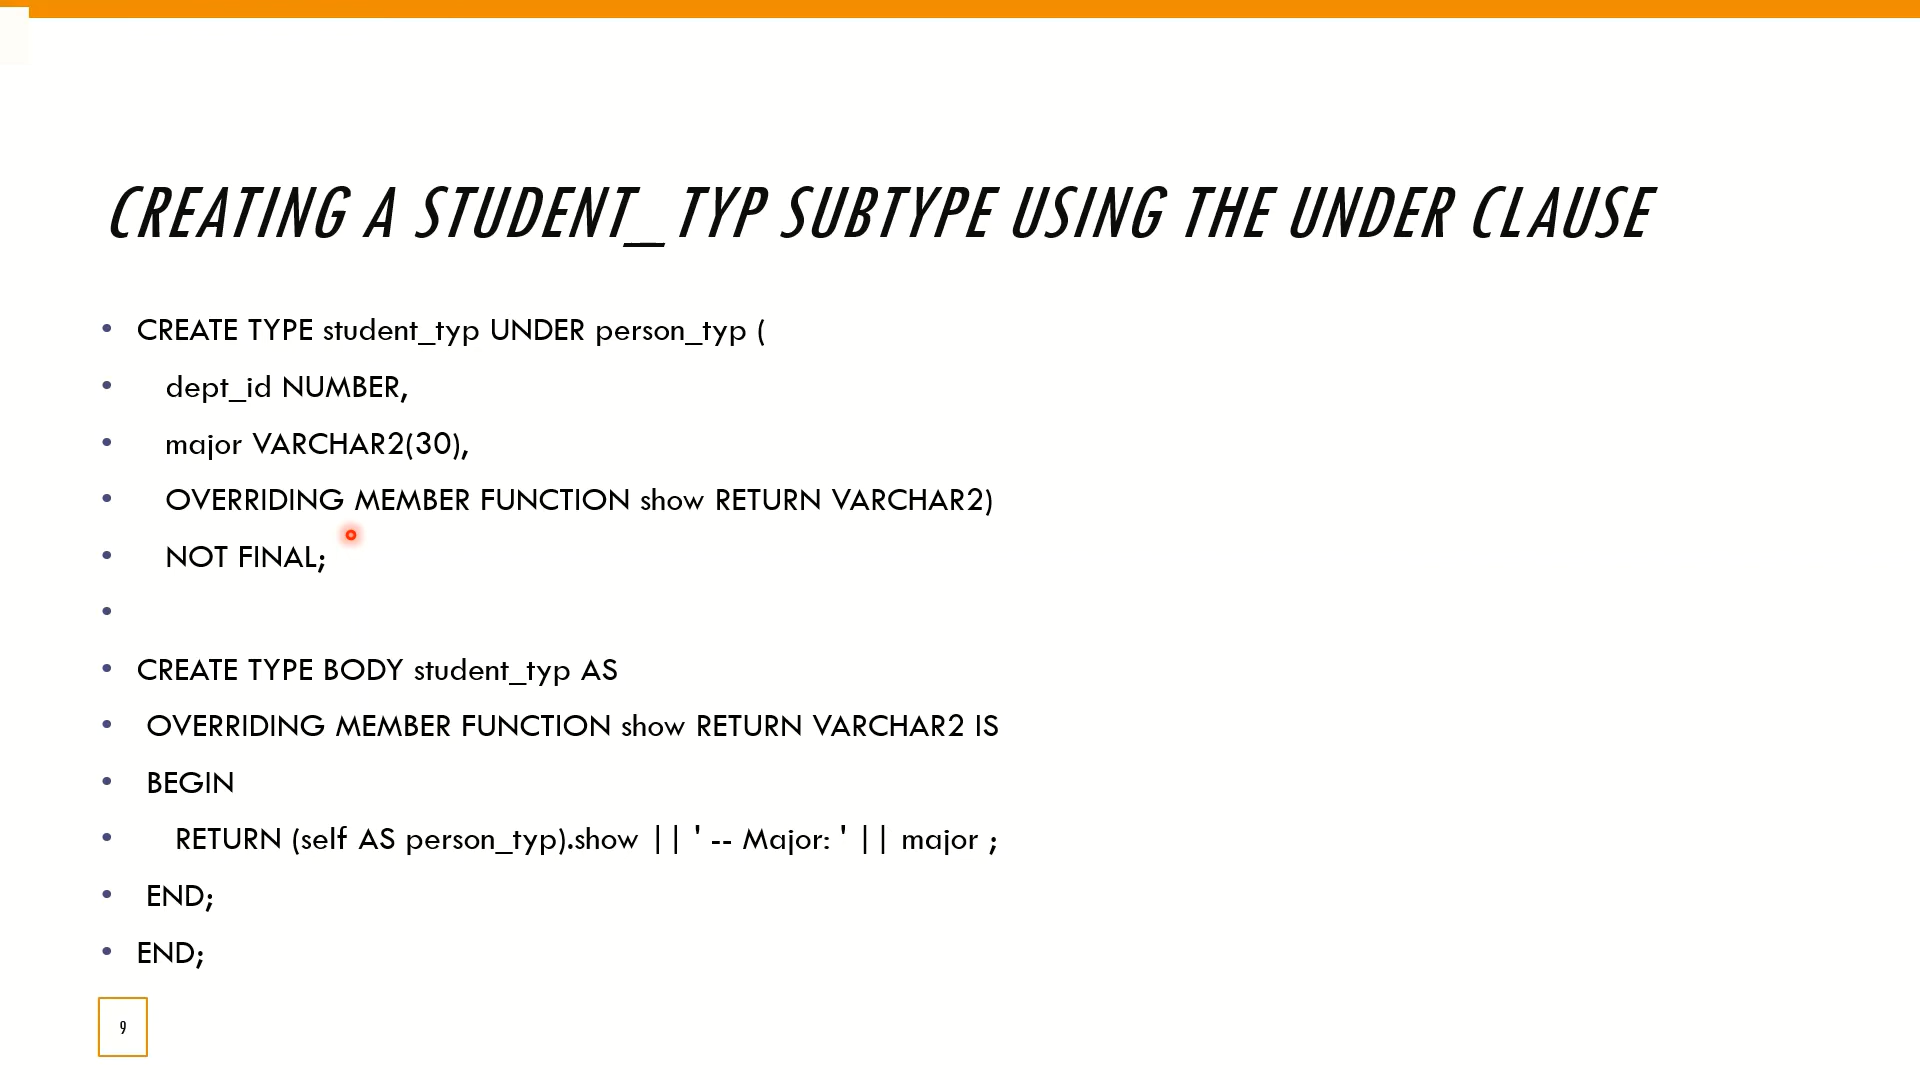 CREATING A STUDENT_TYP SUBTYPE USING THE UNDER CLAUSE
• CREATE TYPE student_typ UNDER person_typ (
• dept_id NUMBER,
• major VARCHAR2(30),
• OVERRIDING MEMBER FUNCTION show RETURN VARCHAR2)
• NOT FINAL;
•
• CREATE TYPE BODY student_typ AS
• OVERRIDING MEMBER FUNCTION show RETURN VARCHAR2 IS
• BEGIN
• RETURN (self AS person_typ).show || ' -- Major: ' || major ;
• END;
• END;
9